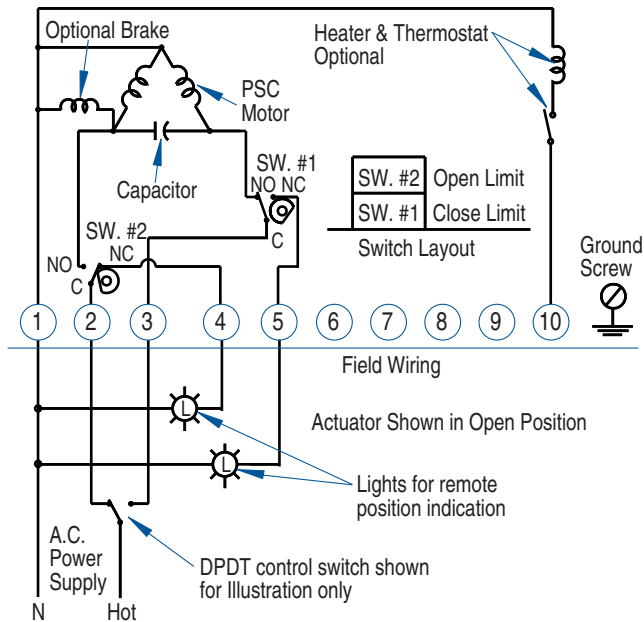 Optional Brake
PSC
Motor
Capacitor
Heater & Thermostat
Optional
SW. #1
NO NC
C
SW. #2
NC
NO
C
SW. #2 Open Limit
SW. #1 Close Limit
Switch Layout
Ground
Screw
1 2 3 4 5 6 7 8 9 10
Field Wiring
L
Actuator Shown in Open Position
L
Lights for remote
position indication
A.C.
Power
Supply
DPDT control switch shown
for Illustration only
N Hot